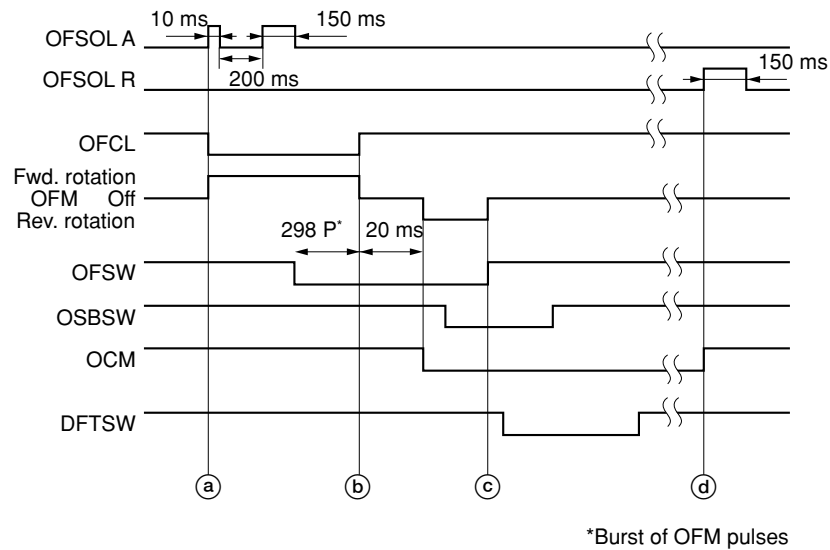 10 ms
150 ms
OFSOL A
200 ms
OFSOL R
150 ms
OFCL
Fwd. rotation
OFM Off
Rev. rotation
298 P*
20 ms
OFSW
OSBSW
OCM
DFTSW
a b c d
*Burst of OFM pulses